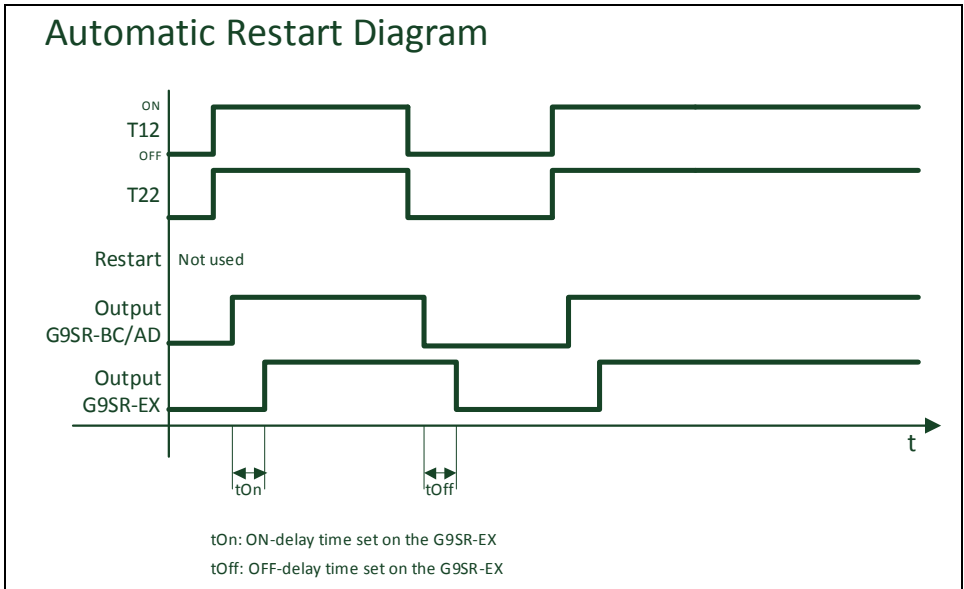 Automatic Restart Diagram
ON
T12
OFF
T22
Restart
Not used
Output
G9SR-BC/AD
Output
G9SR-EX
t
tOn
tOff
tOn: ON-delay time set on the G9SR-EX
tOff: OFF-delay time set on the G9SR-EX